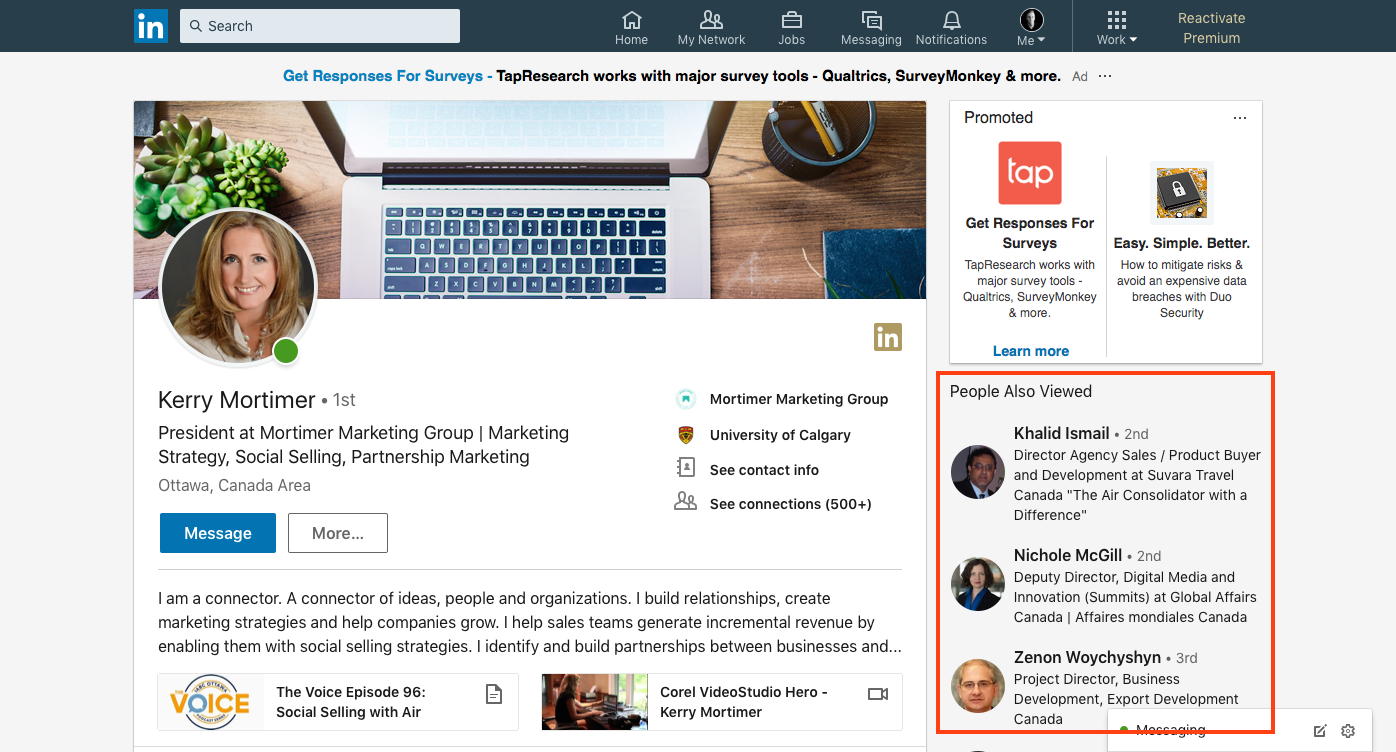 in
Search
Home
My Network
Jobs
Messaging
Notifications
Me
Work
Reactivate
Premium
Get Responses For Surveys - TapResearch works with major survey tools - Qualtrics, SurveyMonkey & more. Ad ···
Promoted ···
tap
Get Responses For
Surveys
TapResearch works with
major survey tools -
Qualtrics, SurveyMonkey
& more.
Learn more
Easy. Simple. Better.
How to mitigate risks &
avoid an expensive data
breaches with Duo
Security
in
Kerry Mortimer • 1st
President at Mortimer Marketing Group | Marketing
Strategy, Social Selling, Partnership Marketing
Ottawa, Canada Area
Message
More...
Mortimer Marketing Group
University of Calgary
See contact info
See connections (500+)
I am a connector. A connector of ideas, people and organizations. I build relationships, create
marketing strategies and help companies grow. I help sales teams generate incremental revenue by
enabling them with social selling strategies. I identify and build partnerships between businesses and...
THE
VOICE
The Voice Episode 96:
Social Selling with Air
Corel VideoStudio Hero -
Kerry Mortimer
People Also Viewed
Khalid Ismail • 2nd
Director Agency Sales / Product Buyer
and Development at Suvara Travel
Canada "The Air Consolidator with a
Difference"
Nichole McGill • 2nd
Deputy Director, Digital Media and
Innovation (Summits) at Global Affairs
Canada | Affaires mondiales Canada
Zenon Woychyshyn • 3rd
Project Director, Business
Development, Export Development
Canada
Messaging